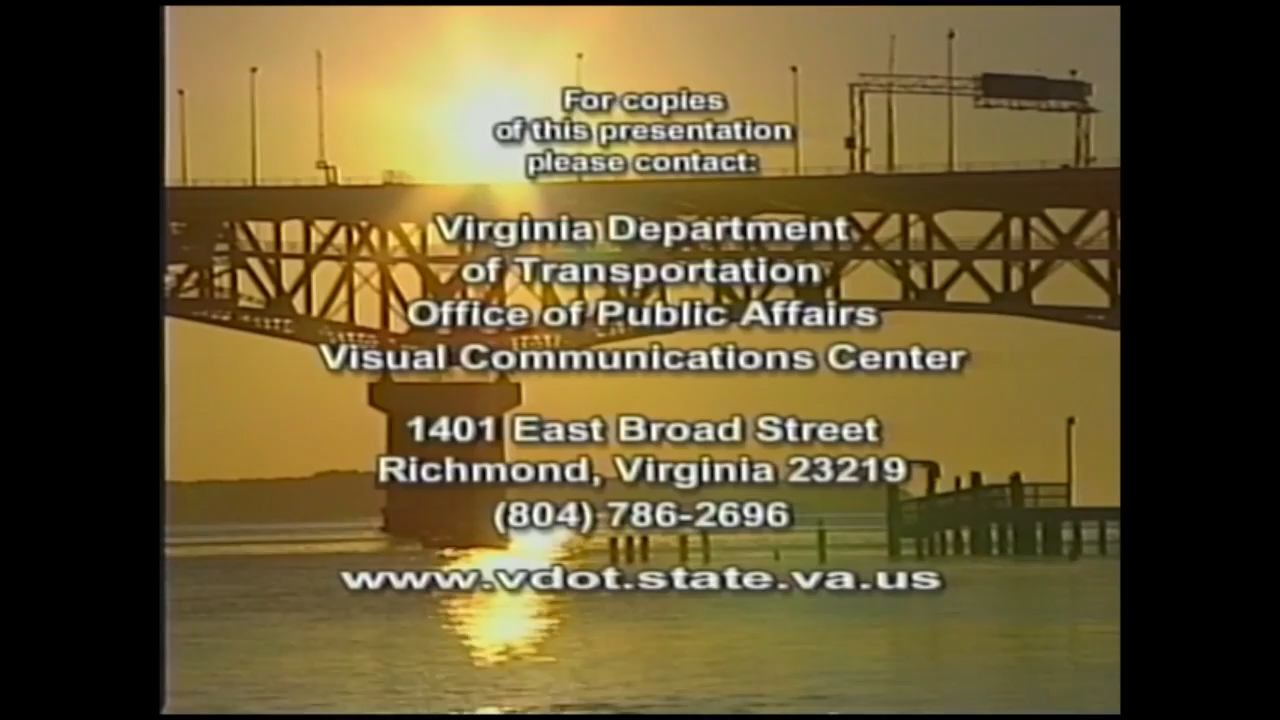 For copies
of this presentation
please contact:
Virginia Department
of Transportation
Office of Public Affairs
Visual Communications Center
1401 East Broad Street
Richmond, Virginia 23219
(804) 786-2696
www.vdot.state.va.us